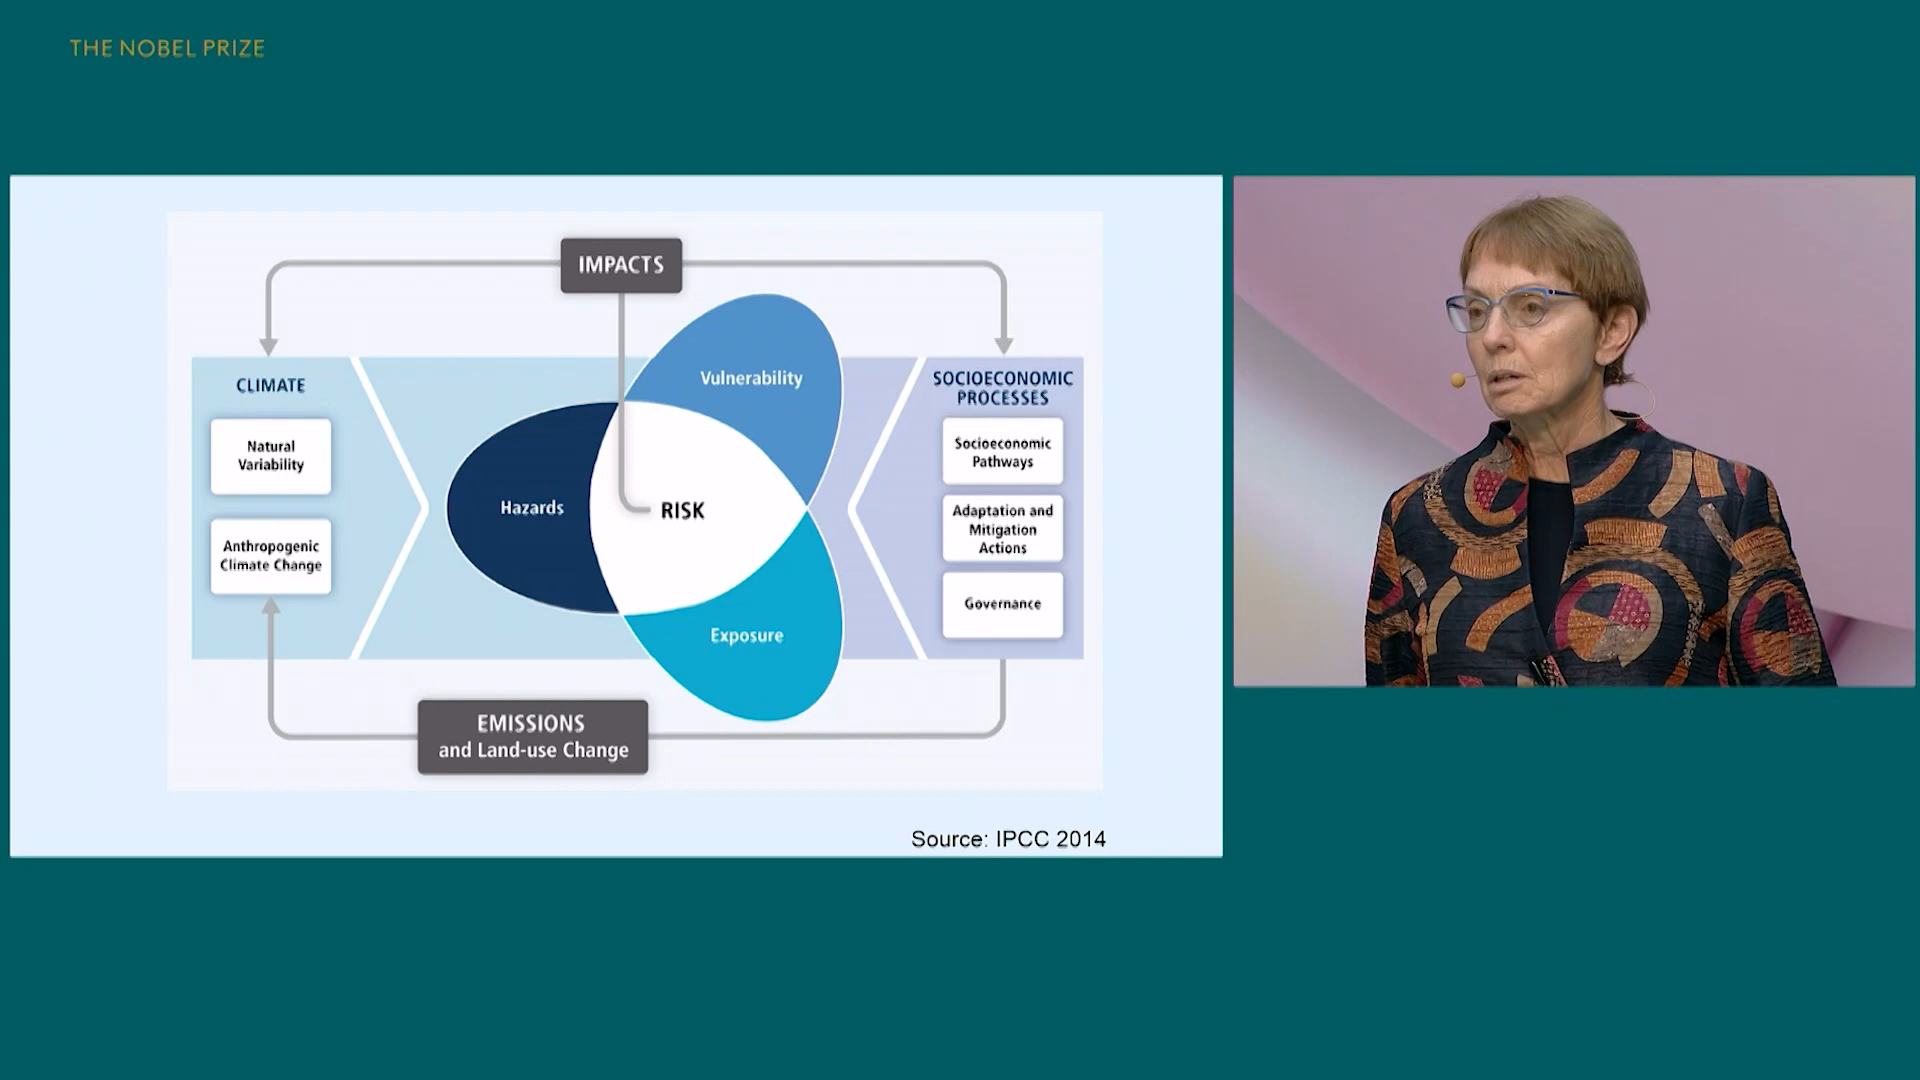 THE NOBEL PRIZE
IMPACTS
CLIMATE
Natural
Variability
Anthropogenic
Climate Change
Vulnerability
Hazards
RISK
Exposure
SOCIOECONOMIC
PROCESSES
Socioeconomic
Pathways
Adaptation and
Mitigation
Actions
Governance
EMISSIONS
and Land-use Change
Source: IPCC 2014